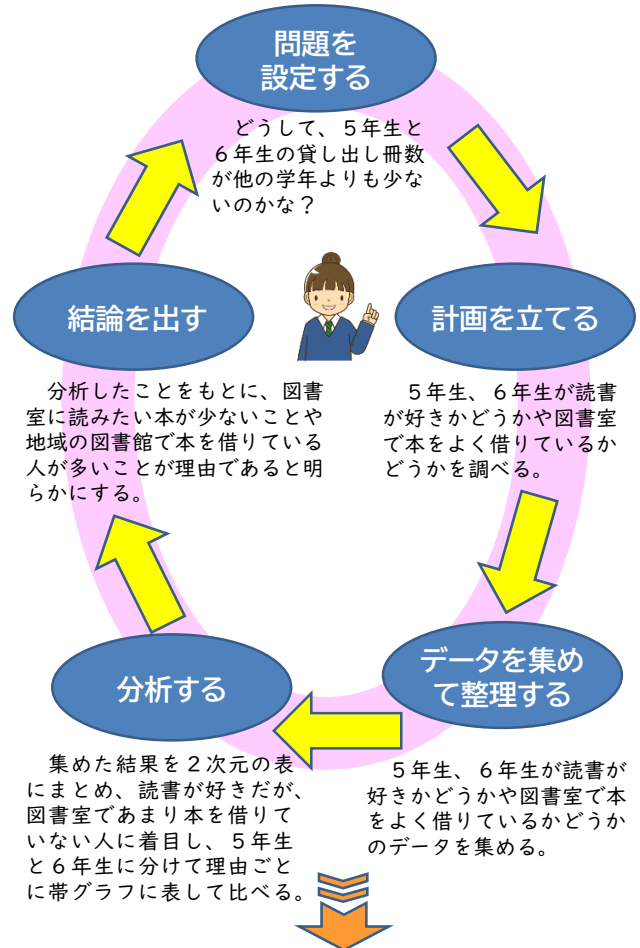 問題を
設定する
　どうして、５年生と
６年生の貸し出し冊数
が他の学年よりも少な
いのかな？
計画を立てる
　５年生、６年生が読書
が好きかどうかや図書室
で本をよく借りているか
どうかを調べる。
データを集め
て整理する
　５年生、６年生が読書が
好きかどうかや図書室で本
をよく借りているかどうか
のデータを集める。
分析する
　集めた結果を２次元の表
にまとめ、読書が好きだが、
図書室であまり本を借りて
いない人に着目し、５年生
と６年生に分けて理由ごと
に帯グラフに表して比べる。
結論を出す
　分析したことをもとに、図書
室に読みたい本が少ないことや
地域の図書館で本を借りている
人が多いことが理由であると明
らかにする。